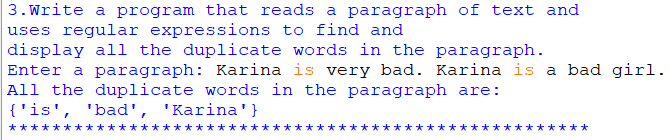 3.Write a program that reads a paragraph of text and
uses regular expressions to find and
display all the duplicate words in the paragraph.
Enter a paragraph: Karina is very bad. Karina is a bad girl.
All the duplicate words in the paragraph are:
{'is', 'bad', 'Karina'}
**********************************************************